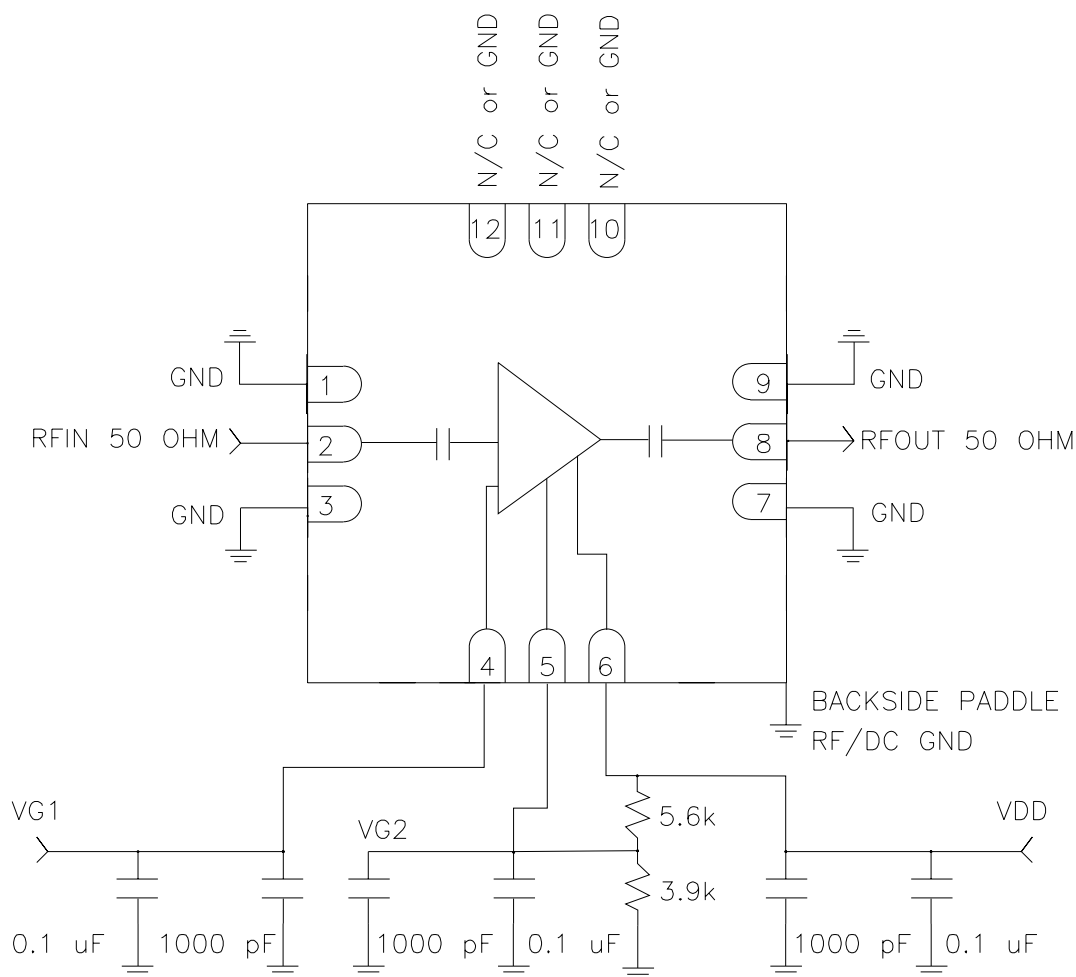 N/C or GND
N/C or GND
N/C or GND
12
11
10
1
9
GND
GND
RFIN 50 OHM
2
8
RFOUT 50 OHM
3
7
GND
GND
4
5
6
BACKSIDE PADDLE
RF/DC GND
VG1
VG2
5.6k
VDD
3.9k
0.1 uF
1000 pF
1000 pF
0.1 uF
1000 pF
0.1 uF